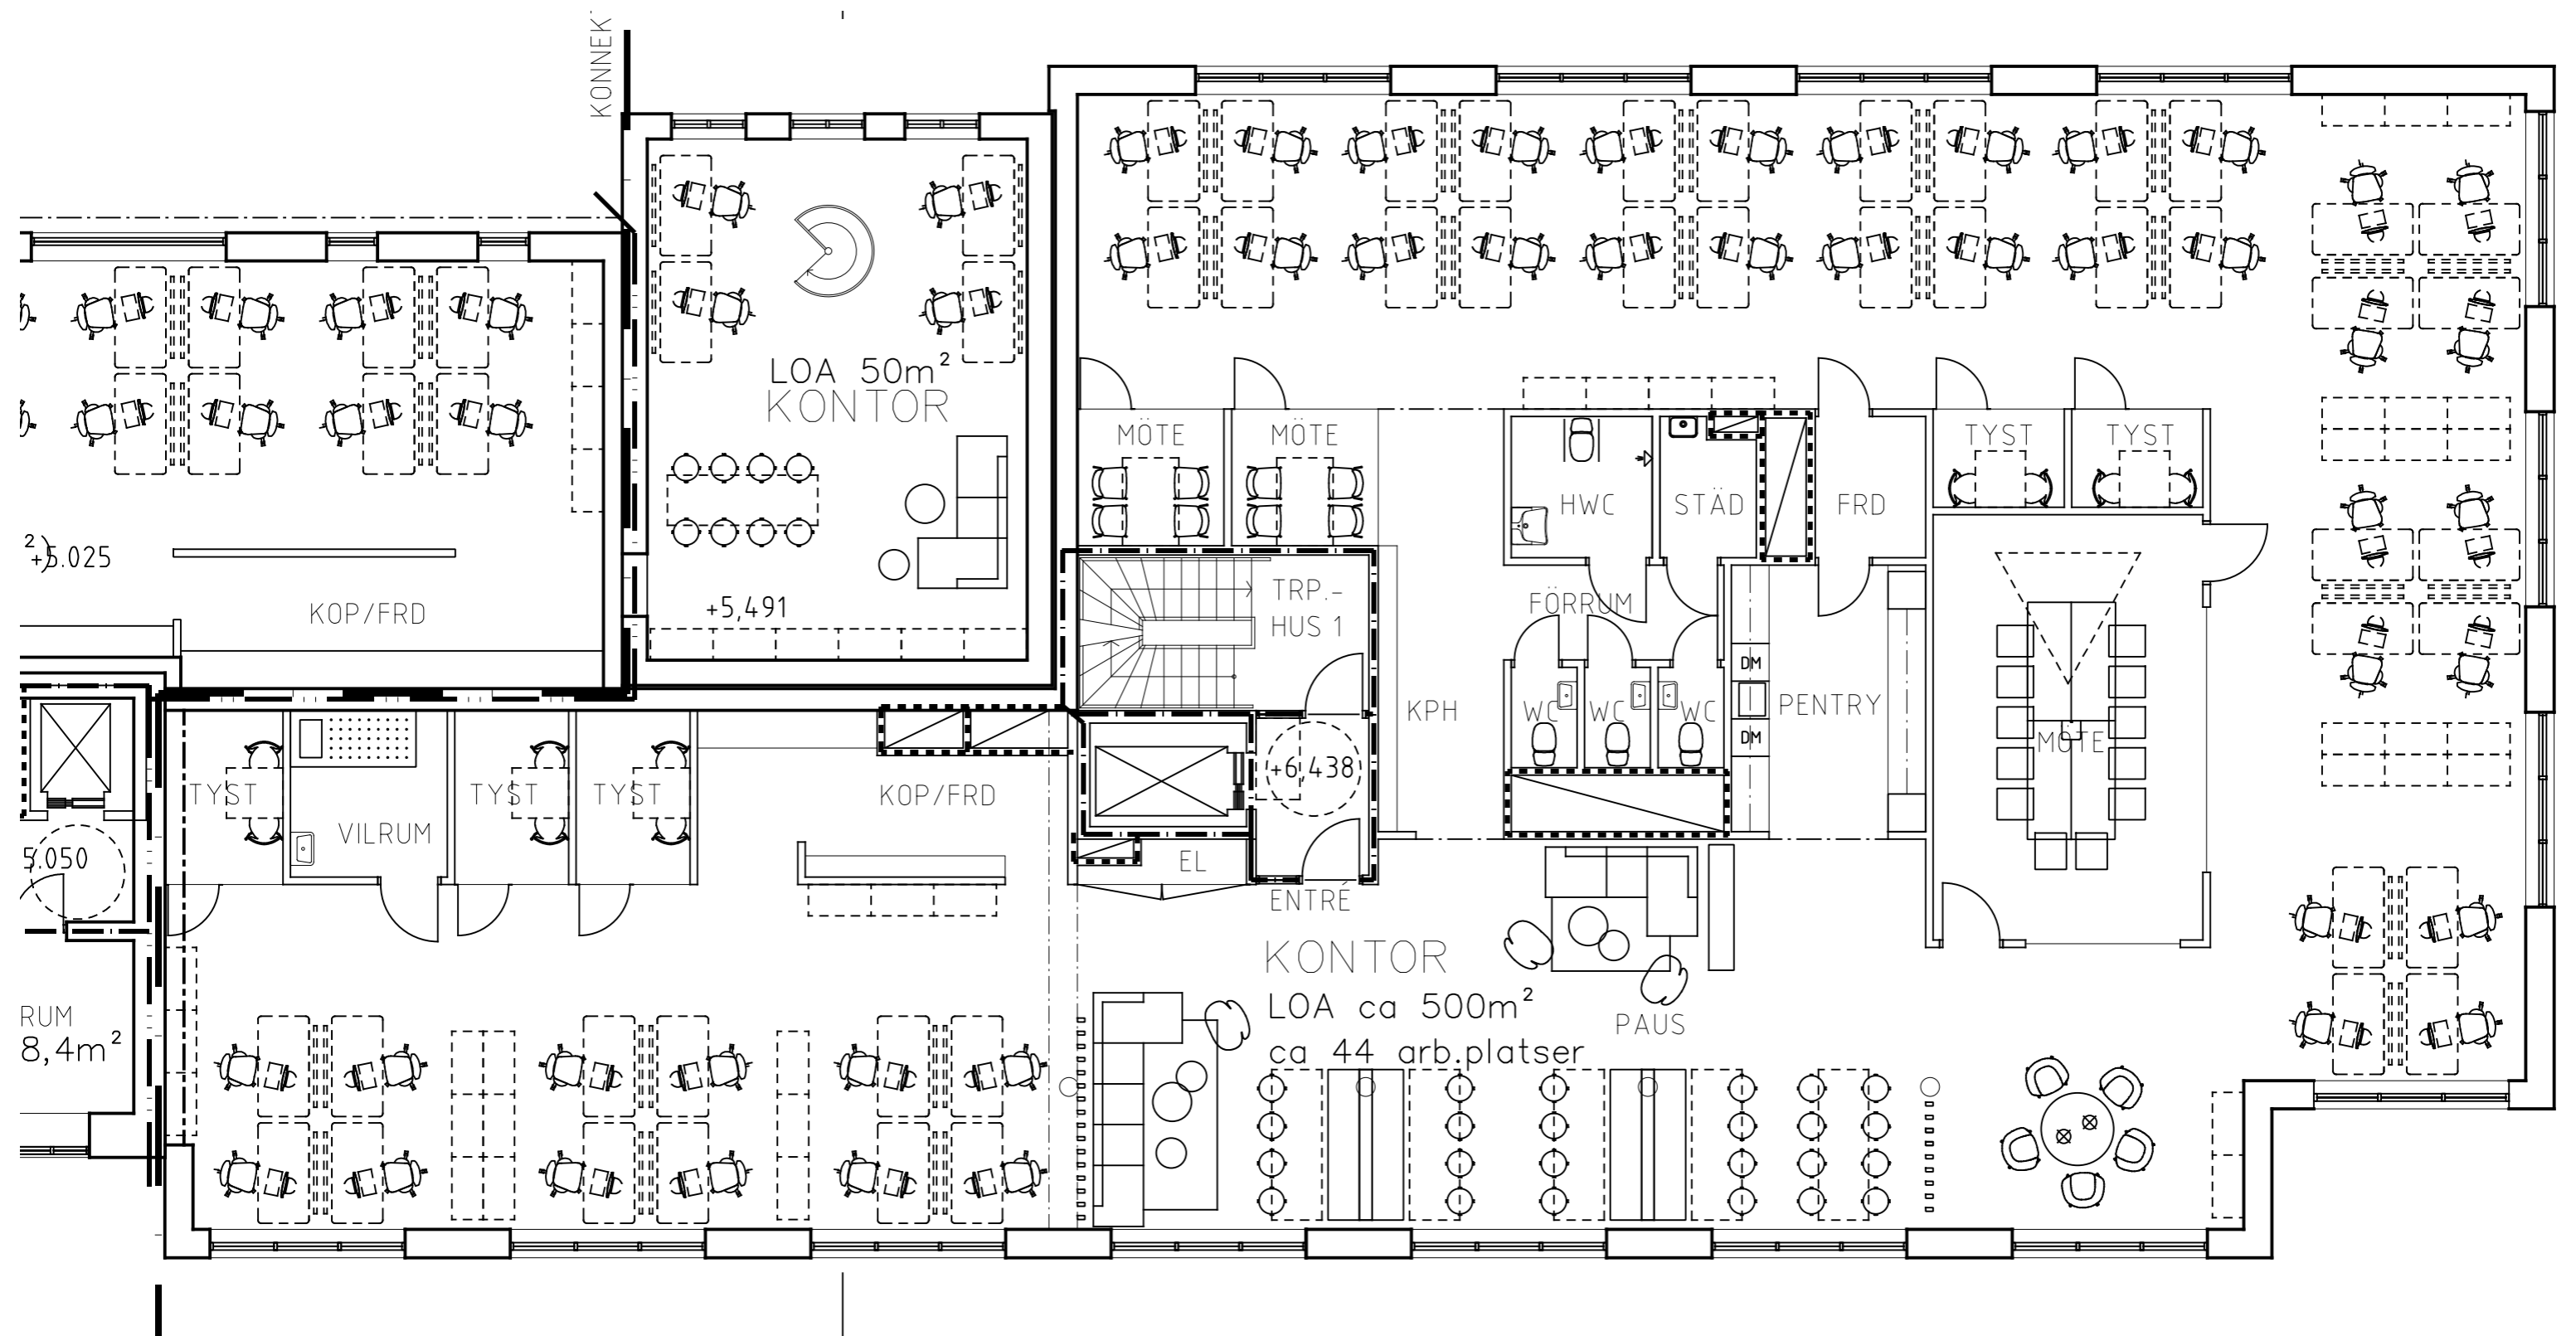 KONNEK
LOA 50m²
KONTOR
MÖTE
MÖTE
TYST
TYST
HWC
STÄD
FRD
²)
+5.025
KOP/FRD
+5,491
TRP.-
HUS 1
FÖRRUM
DM
KPH
WC
WC
WC
PENTRY
DM
MÖTE
+6,438
TYST
VILRUM
TYST
TYST
KOP/FRD
5.050
EL
ENTRÉ
KONTOR
LOA ca 500m²
ca 44 arb.platser
PAUS
RUM
8,4m²